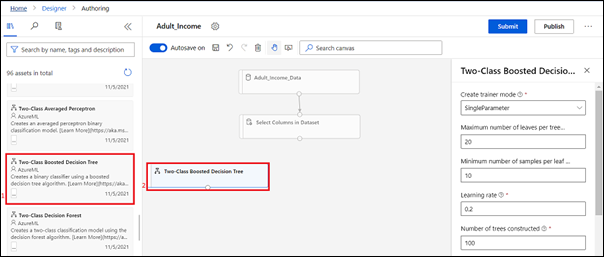 Home > Designer > Authoring
Adult_Income
Submit
Publish
Search by name, tags and description
Autosave on
Search canvas
96 assets in total
11/5/2021
Two-Class Averaged Perceptron
AzureML
Creates an averaged perceptron binary
classification model. [Learn More](https://aka.ms...
11/5/2021
1
Two-Class Boosted Decision Tree
AzureML
Creates a binary classifier using a boosted
decision tree algorithm. [Learn More](https://aka...
11/5/2021
Two-Class Decision Forest
AzureML
Creates a two-class classification model using the
decision forest algorithm. [Learn More](https://ak...
11/5/2021
Adult_Income_Data
Select Columns in Dataset
2
Two-Class Boosted Decision Tree
Two-Class Boosted Decisio...
Create trainer mode *
SingleParameter
Maximum number of leaves per tree...
20
Minimum number of samples per leaf ...
10
Learning rate *
0.2
Number of trees constructed *
100